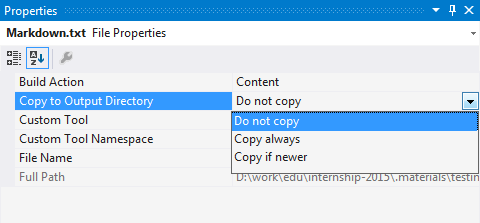 Properties
Markdown.txt File Properties
Build Action Content
Copy to Output Directory Do not copy
Custom Tool Do not copy
Custom Tool Namespace Copy always
File Name Copy if newer
Full Path D:\work\edu\internship-2015\.materials\testin